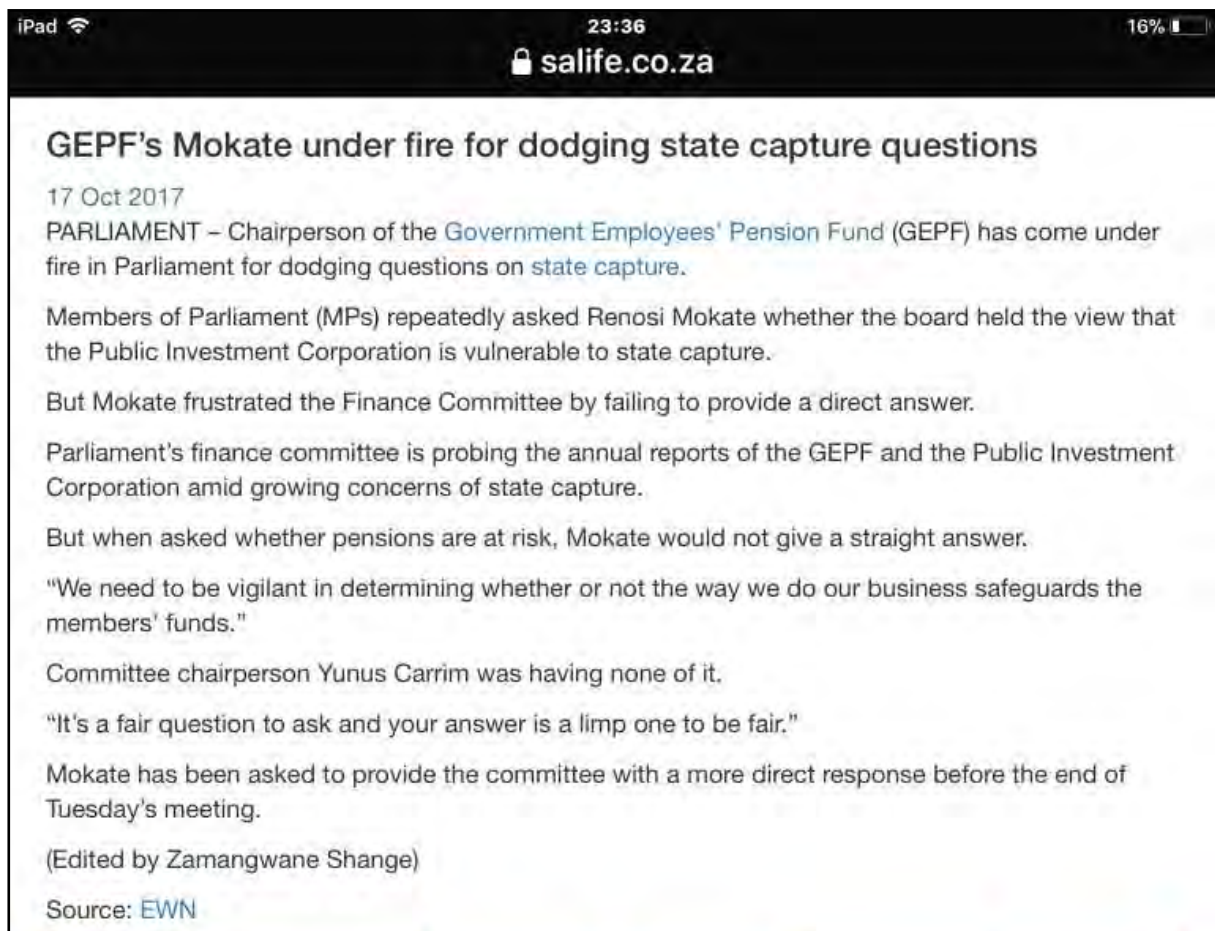 iPad 23:36 16%
salife.co.za
GEPF's Mokate under fire for dodging state capture questions
17 Oct 2017
PARLIAMENT – Chairperson of the Government Employees' Pension Fund (GEPF) has come under
fire in Parliament for dodging questions on state capture.
Members of Parliament (MPs) repeatedly asked Renosi Mokate whether the board held the view that
the Public Investment Corporation is vulnerable to state capture.
But Mokate frustrated the Finance Committee by failing to provide a direct answer.
Parliament's finance committee is probing the annual reports of the GEPF and the Public Investment
Corporation amid growing concerns of state capture.
But when asked whether pensions are at risk, Mokate would not give a straight answer.
“We need to be vigilant in determining whether or not the way we do our business safeguards the
members' funds.”
Committee chairperson Yunus Carrim was having none of it.
“It's a fair question to ask and your answer is a limp one to be fair.”
Mokate has been asked to provide the committee with a more direct response before the end of
Tuesday's meeting.
(Edited by Zamangwane Shange)
Source: EWN